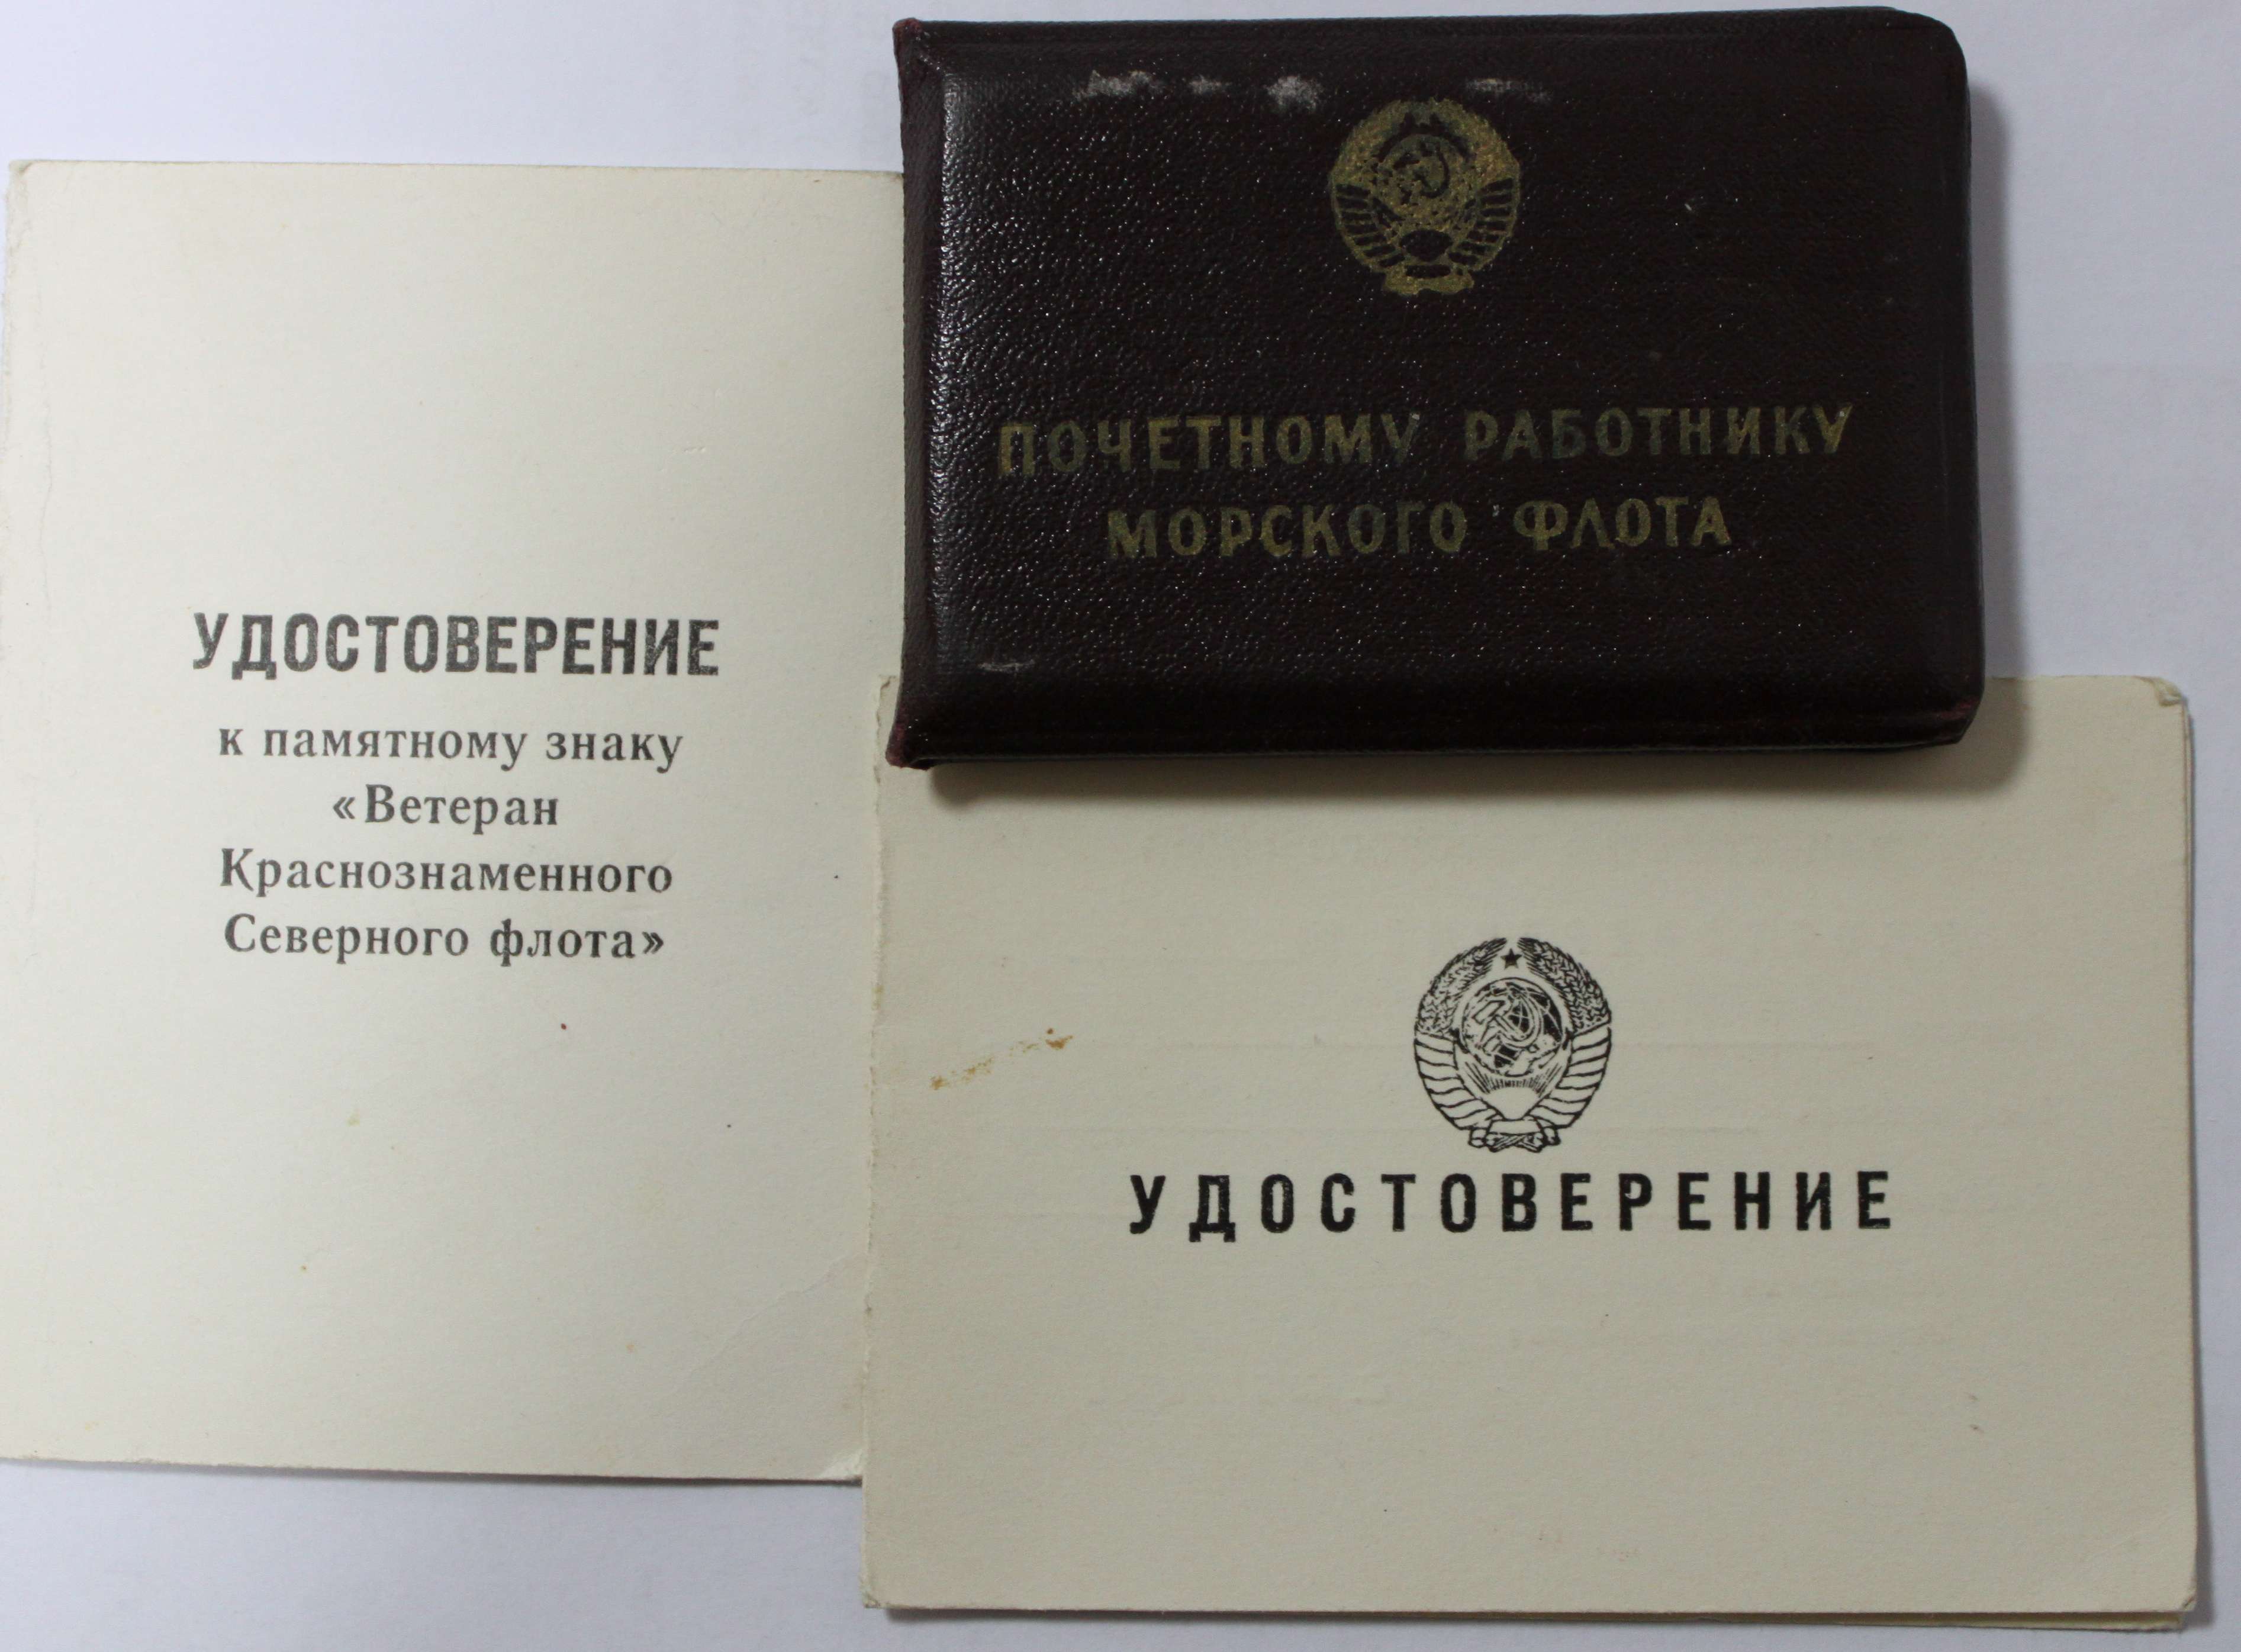 ПОЧЕТНОМУ РАБОТНИКУ
МОРСКОГО ФЛОТА
УДОСТОВЕРЕНИЕ
к памятному знаку
«Ветеран
Краснознаменного
Северного флота»
УДОСТОВЕРЕНИЕ